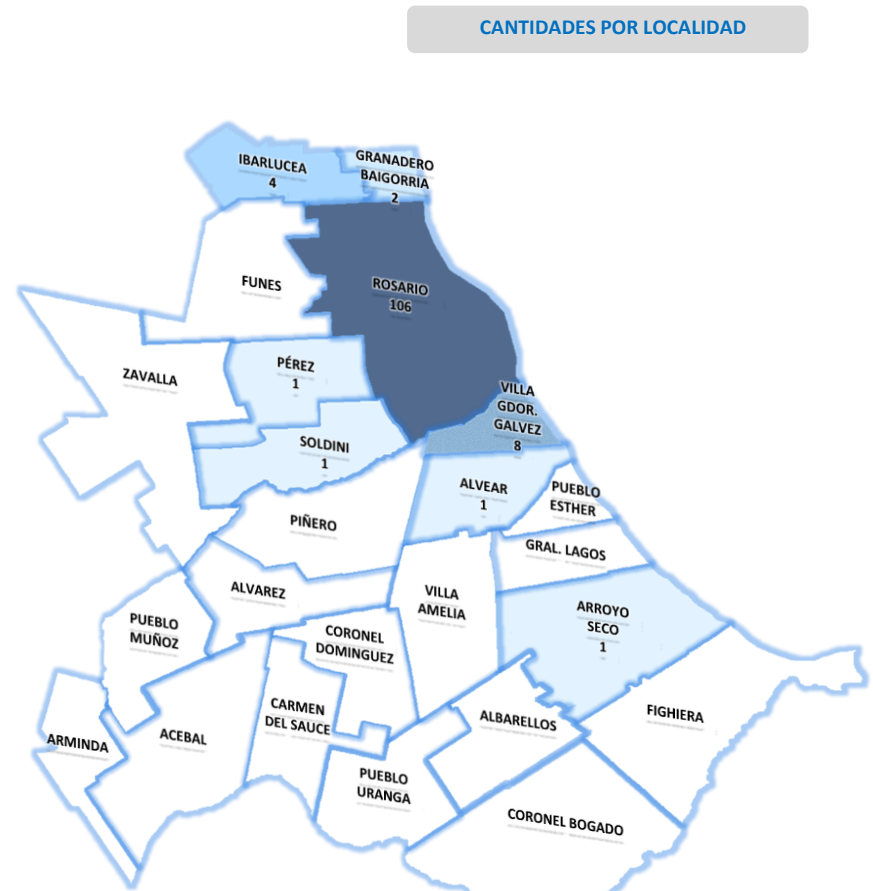 CANTIDADES POR LOCALIDAD
IBARLUCEA
4
GRANADERO
BAIGORRIA
2
FUNES
ROSARIO
106
ZAVALLA
PÉREZ
1
VILLA
GDOR.
GALVEZ
8
SOLDINI
1
ALVEAR
1
PUEBLO
ESTHER
PIÑERO
GRAL. LAGOS
ALVAREZ
VILLA
AMELIA
ARROYO
SECO
1
PUEBLO
MUÑOZ
CORONEL
DOMINGUEZ
CARMEN
DEL SAUCE
ALBARELLOS
FIGHIERA
ARMINDA
ACEBAL
PUEBLO
URANGA
CORONEL BOGADO